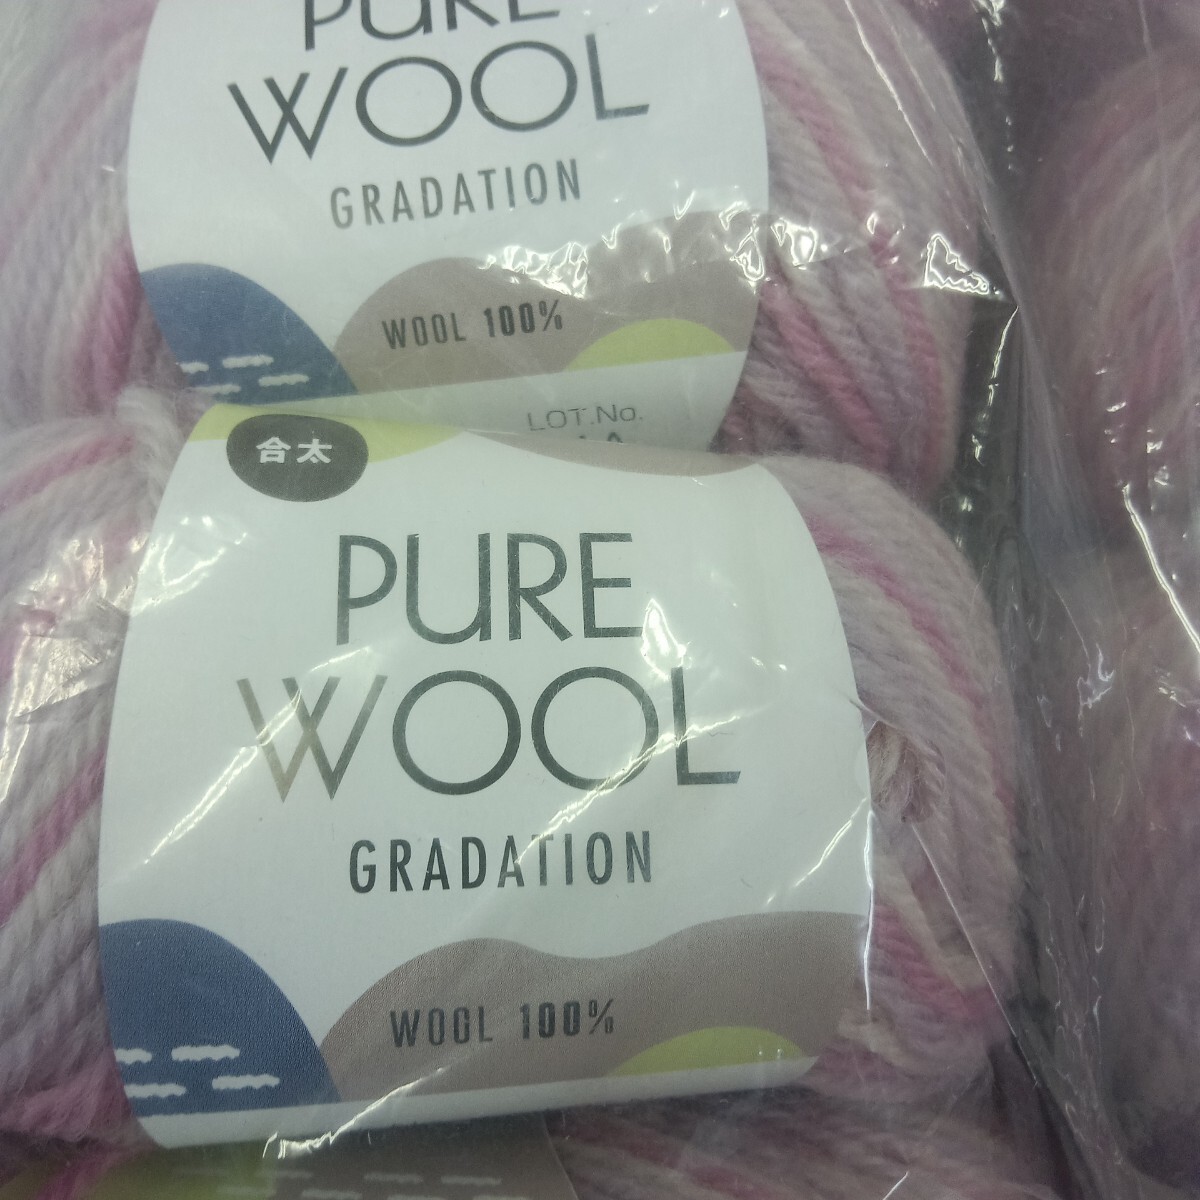 PURE
WOOL
GRADATION
WOOL 100%
LOT.No.
合太
PURE
WOOL
GRADATION
WOOL 100%